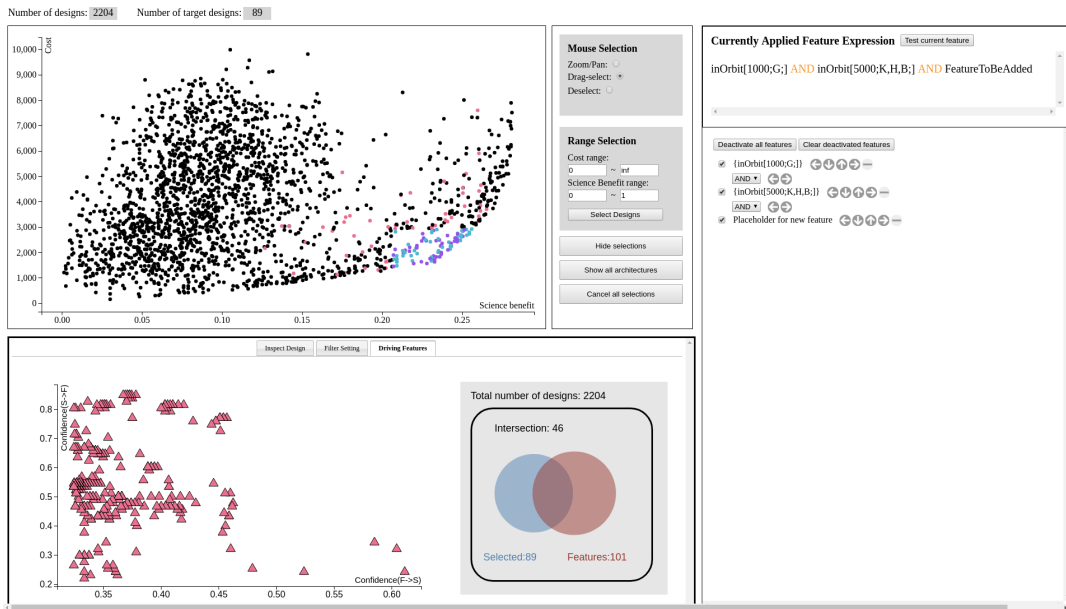 Number of designs: 2204 Number of target designs: 89
Cost
10,000
9,000
8,000
7,000
6,000
5,000
4,000
3,000
2,000
1,000
0
0.00 0.05 0.10 0.15 0.20 0.25
Science benefit
Mouse Selection
Zoom/Pan:
Drag-select:
Deselect:
Range Selection
Cost range:
0 ~ inf
Science Benefit range:
0 ~ 1
Select Designs
Hide selections
Show all architectures
Cancel all selections
Currently Applied Feature Expression Test current feature
inOrbit[1000;G;] AND inOrbit[5000;K,H,B;] AND FeatureToBeAdded
Deactivate all features Clear deactivated features
{inOrbit[1000;G;]}
AND
{inOrbit[5000;K,H,B;]}
AND
Placeholder for new feature
Inspect Design Filter Setting Driving Features
Confidence(S->F)
0.8
0.7
0.6
0.5
0.4
0.3
0.2
0.35 0.40 0.45 0.50 0.55 0.60
Confidence(F->S)
Total number of designs: 2204
Intersection: 46
Selected:89 Features:101